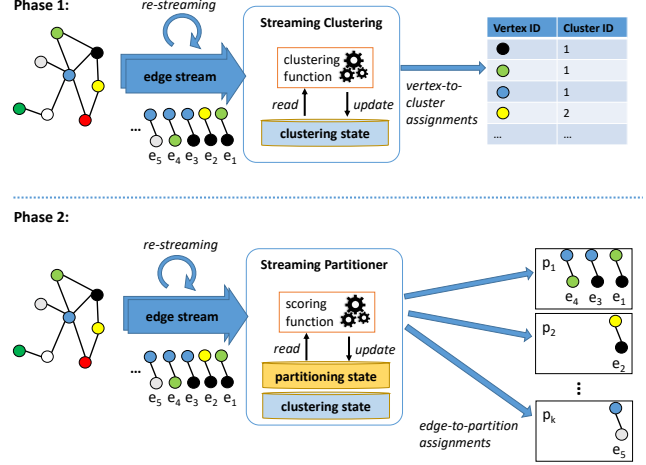 Phase 1:
re-streaming
Streaming Clustering
edge stream
clustering
function
read
update
clustering state
vertex-to-
cluster
assignments
Vertex ID Cluster ID
1
1
1
2
... ...
...
e5 e4 e3 e2 e1
Phase 2:
re-streaming
Streaming Partitioner
edge stream
scoring
function
read
update
partitioning state
clustering state
...
e5 e4 e3 e2 e1
p1
e4 e3 e1
p2
e2
...
pk
e5
edge-to-partition
assignments